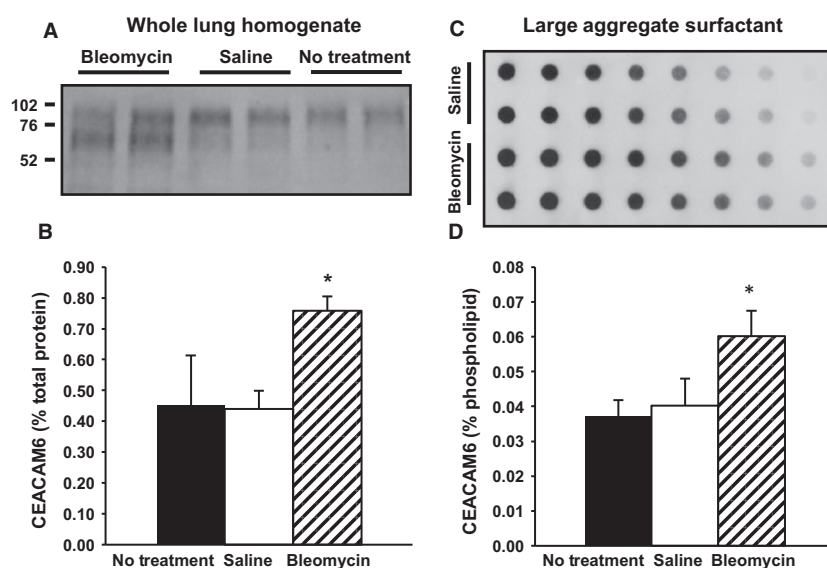 A
Whole lung homogenate
Bleomycin Saline No treatment
102
76
52
B
CEACAM6 (% total protein)
0.90
0.80
0.70
0.60
0.50
0.40
0.30
0.20
0.10
0.00
*
No treatment Saline Bleomycin
C
Large aggregate surfactant
Saline
Bleomycin
D
CEACAM6 (% phospholipid)
0.08
0.07
0.06
0.05
0.04
0.03
0.02
0.01
0.00
*
No treatment Saline Bleomycin